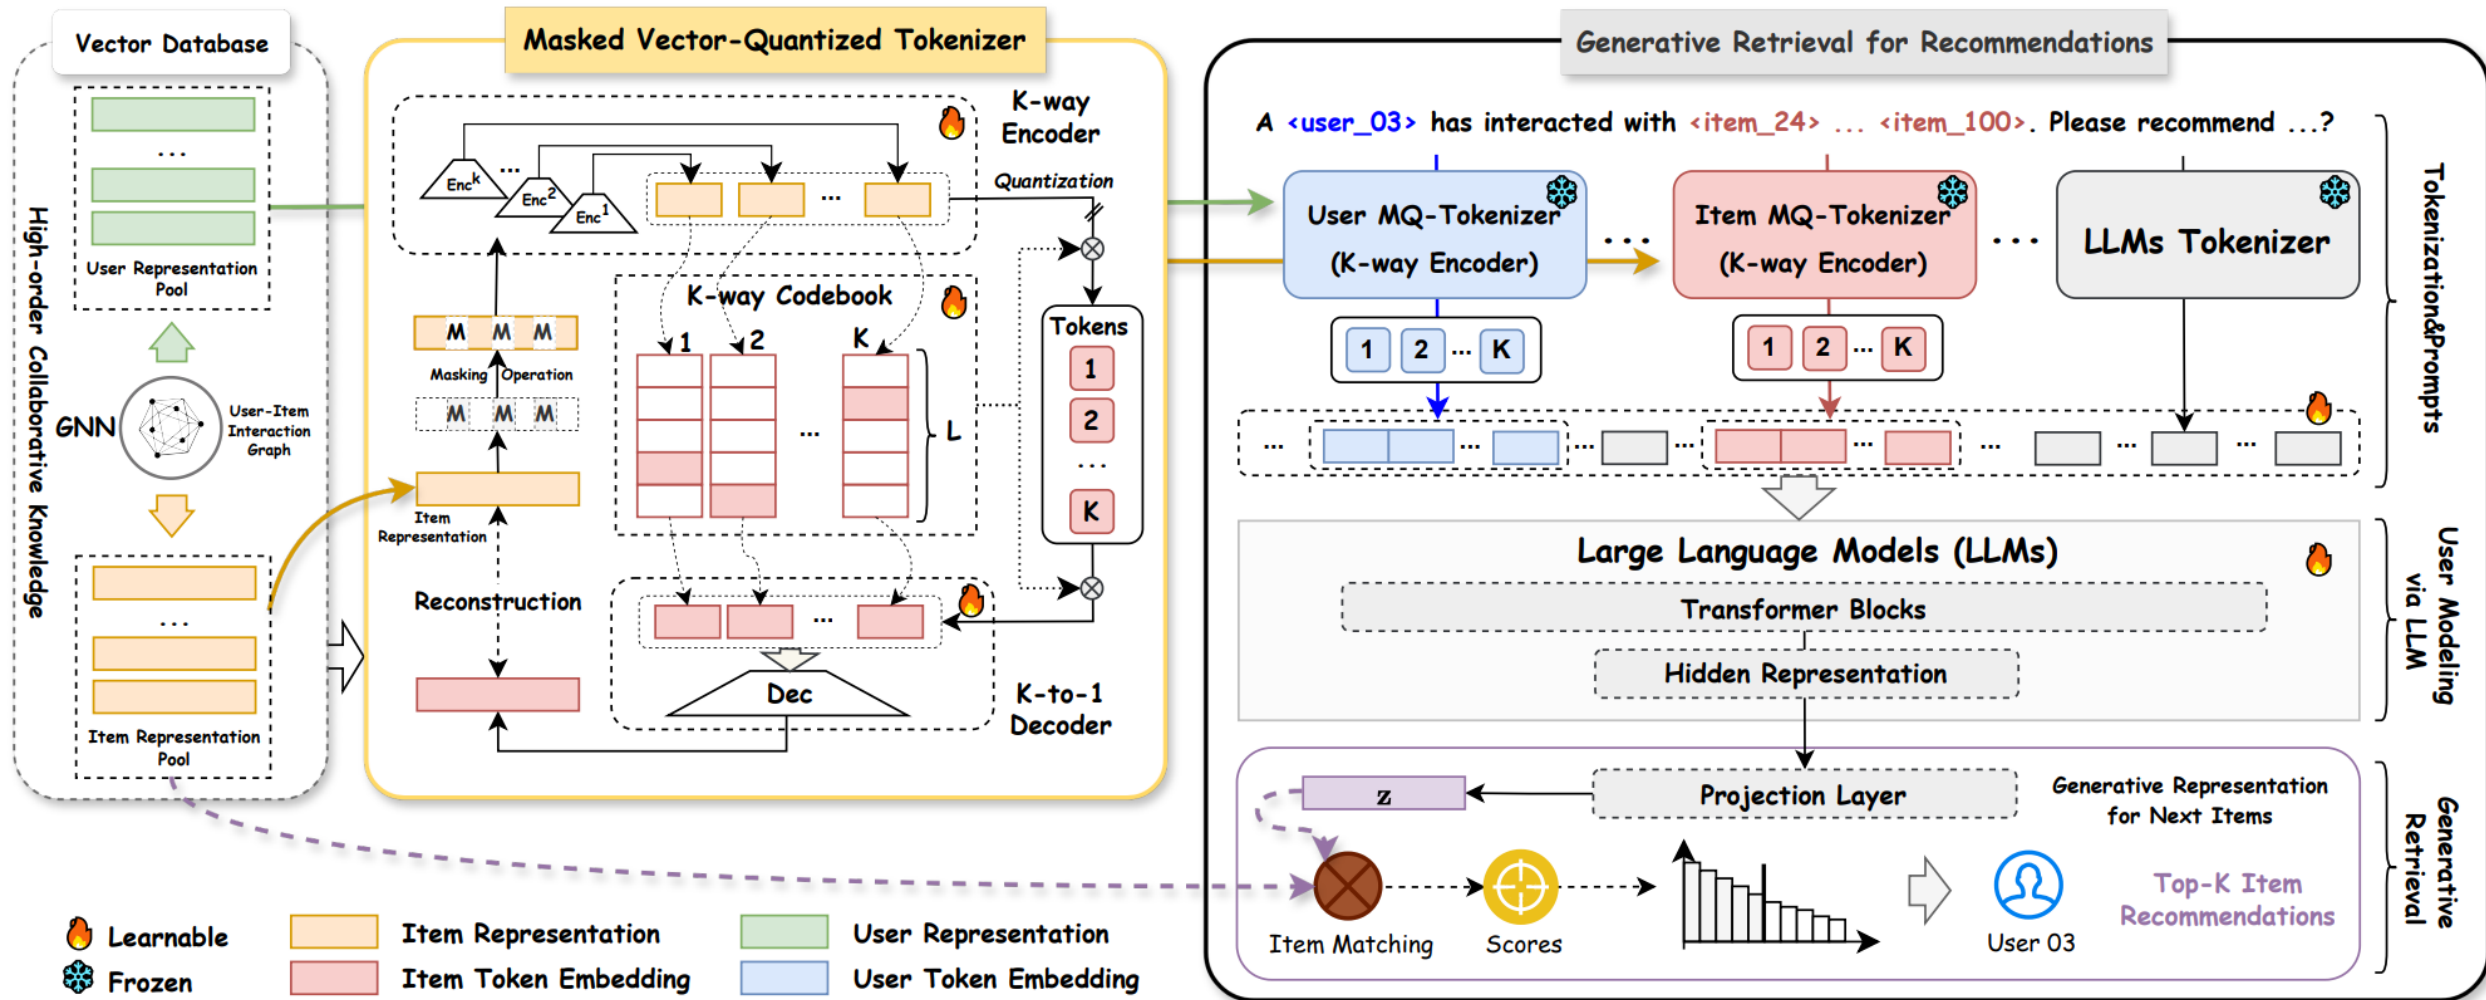 Vector Database
User Representation
Pool
GNN
User-Item
Interaction
Graph
Item Representation
Pool
High-order Collaborative Knowledge
...
...
Masked Vector-Quantized Tokenizer
K-way
Encoder
Enc^k
...
Enc^2
Enc^1
...
Quantization
M M M
Masking Operation
M M M
Item
Representation
Reconstruction
K-way Codebook
1 2 K
...
L
Tokens
1
2
...
K
...
Dec
K-to-1
Decoder
Generative Retrieval for Recommendations
A <user_03> has interacted with <item_24> ... <item_100>. Please recommend ...?
User MQ-Tokenizer
(K-way Encoder)
...
Item MQ-Tokenizer
(K-way Encoder)
...
LLMs Tokenizer
1 2 ... K
1 2 ... K
... ... ... ... ... ... ... ...
Tokenization&Prompts
Large Language Models (LLMs)
Transformer Blocks
Hidden Representation
User Modeling
via LLM
z
Projection Layer
Generative Representation
for Next Items
Item Matching
Scores
User 03
Top-K Item
Recommendations
Generative
Retrieval
Learnable
Frozen
Item Representation
Item Token Embedding
User Representation
User Token Embedding